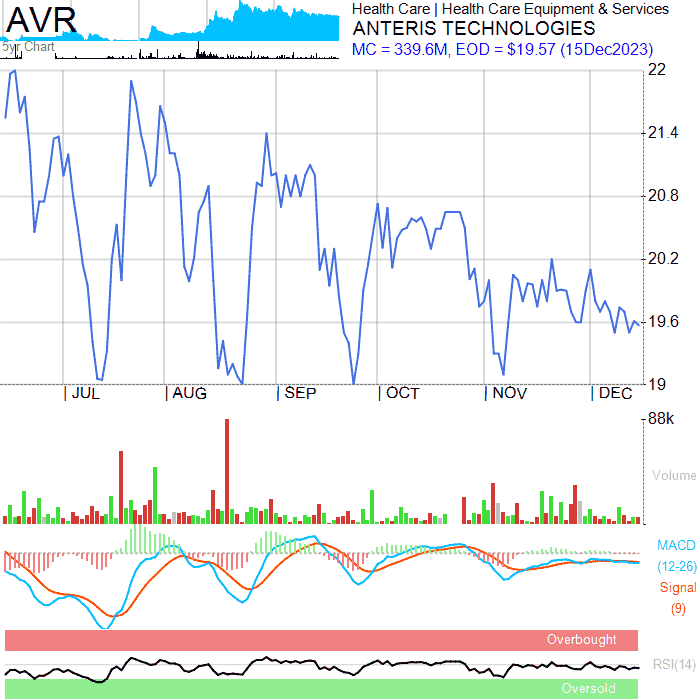 AVR
5yr Chart
Health Care | Health Care Equipment & Services
ANTERIS TECHNOLOGIES
MC = 339.6M, EOD = $19.57 (15Dec2023)
22
21.4
20.8
20.2
19.6
19
| JUL
| AUG
| SEP
| OCT
| NOV
| DEC
88k
Volume
MACD
(12-26)
Signal
(9)
Overbought
RSI(14)
Oversold